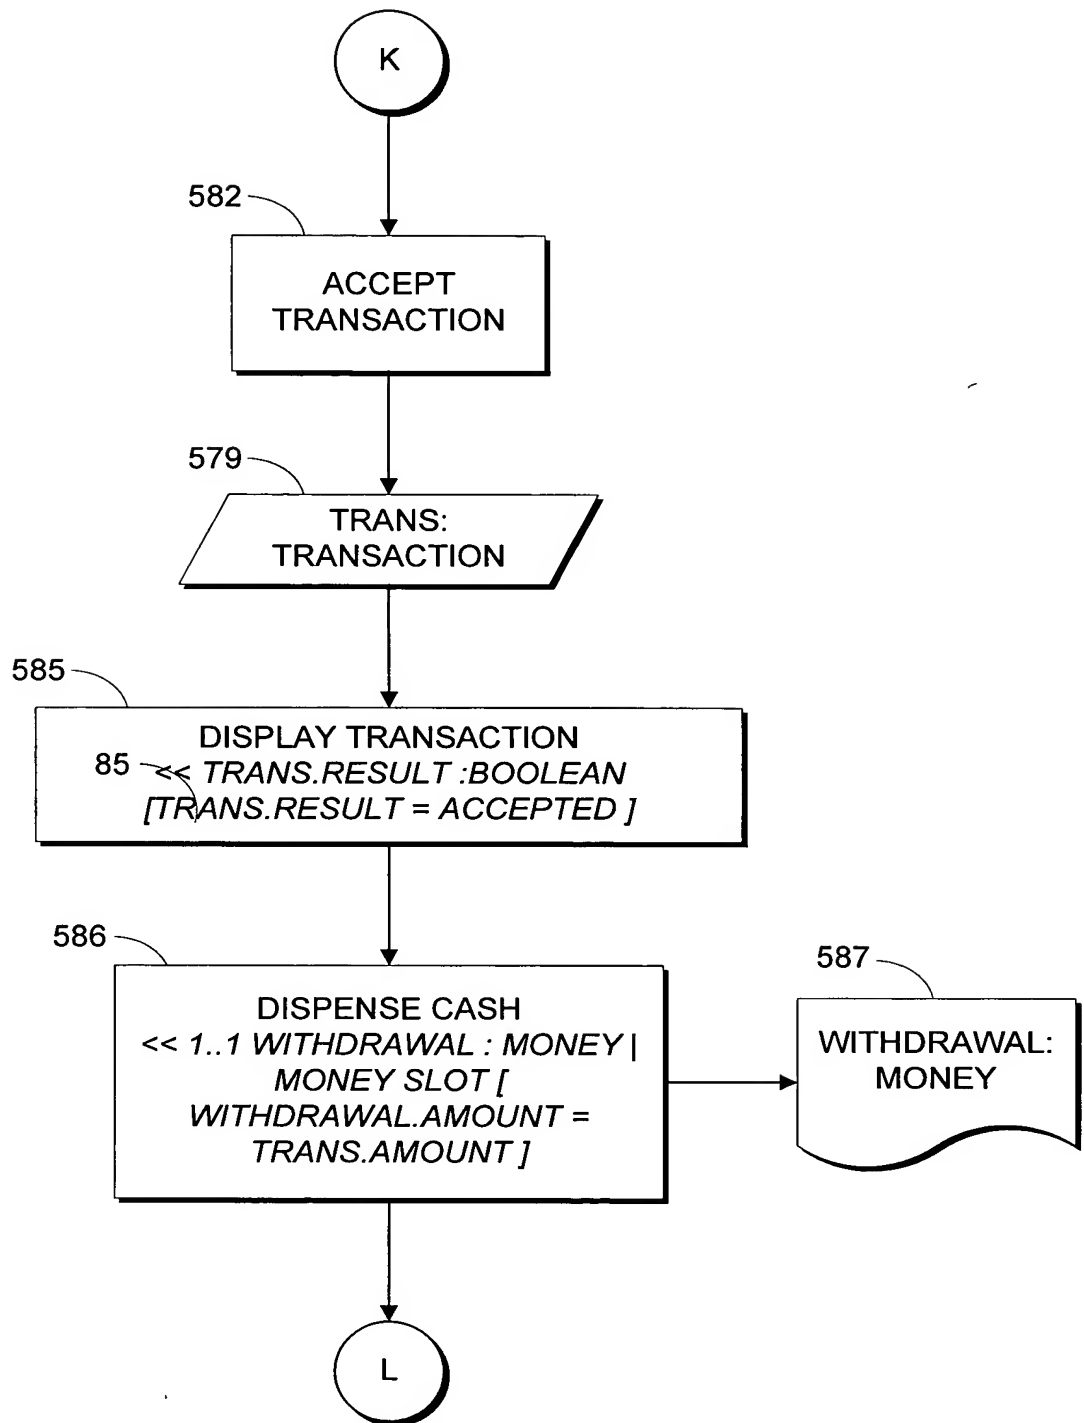 K
582
ACCEPT
TRANSACTION
579
TRANS:
TRANSACTION
585
DISPLAY TRANSACTION
85
<< TRANS.RESULT :BOOLEAN
[TRANS.RESULT = ACCEPTED ]
586
DISPENSE CASH
<< 1..1 WITHDRAWAL : MONEY |
MONEY SLOT [
WITHDRAWAL.AMOUNT =
TRANS.AMOUNT ]
587
WITHDRAWAL:
MONEY
L